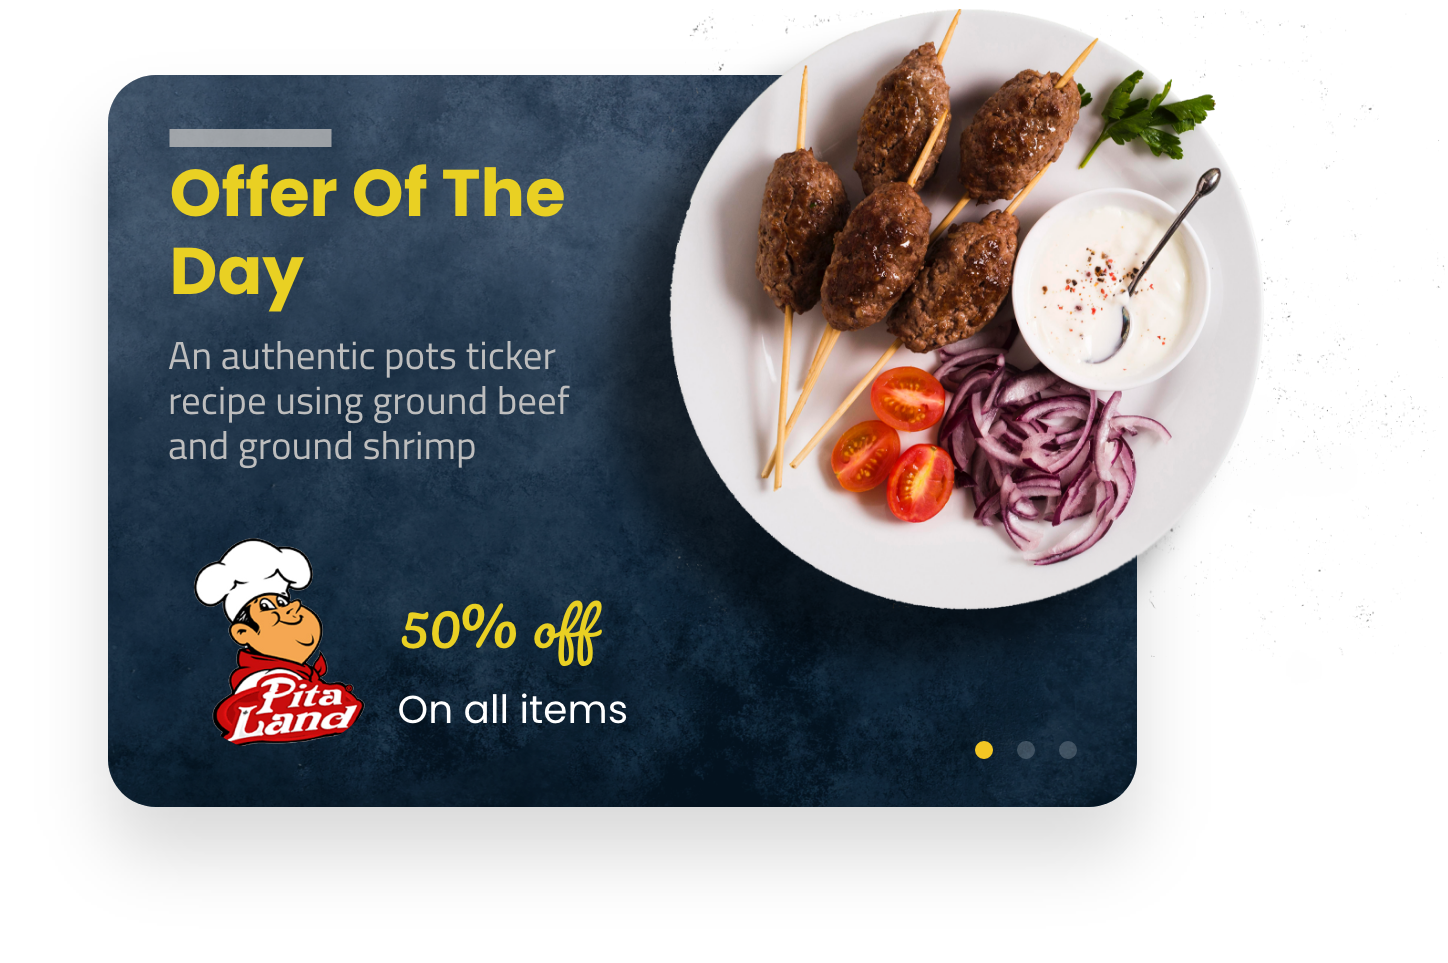 Offer Of The
Day
An authentic pots ticker
recipe using ground beef
and ground shrimp
50% off
On all items
Pita
Land